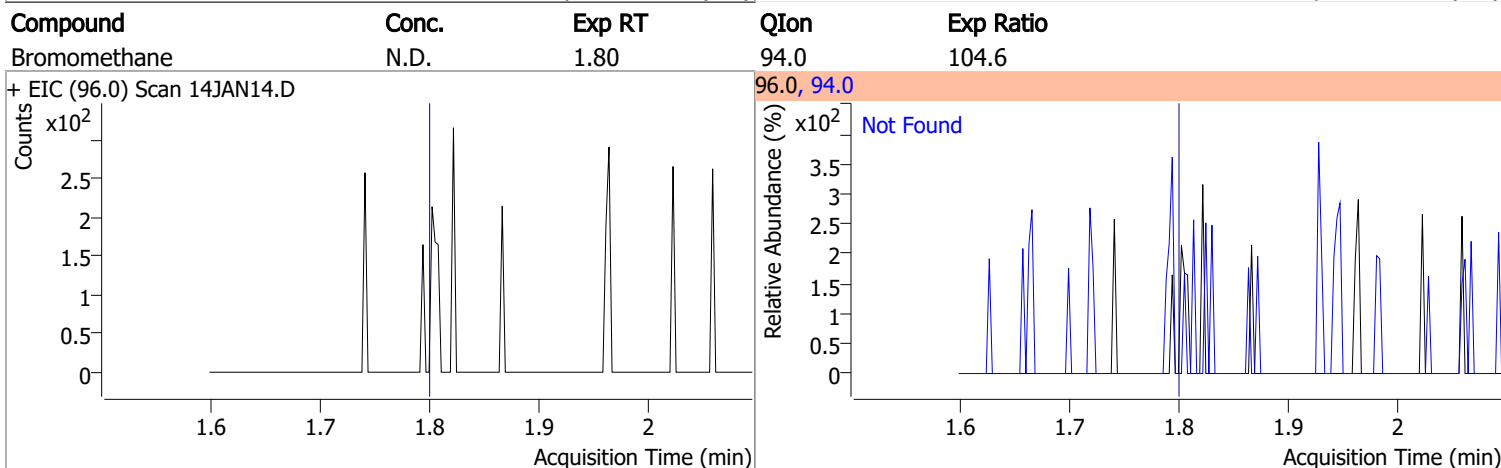 Compound Conc. Exp RT QIon Exp Ratio
Bromomethane N.D. 1.80 94.0 104.6
+ EIC (96.0) Scan 14JAN14.D
Counts
x10²
2.5
2
1.5
1
0.5
0
1.6 1.7 1.8 1.9 2
Acquisition Time (min)
96.0, 94.0
Relative Abundance (%)
x10²
Not Found
3.5
3
2.5
2
1.5
1
0.5
0
1.6 1.7 1.8 1.9 2
Acquisition Time (min)